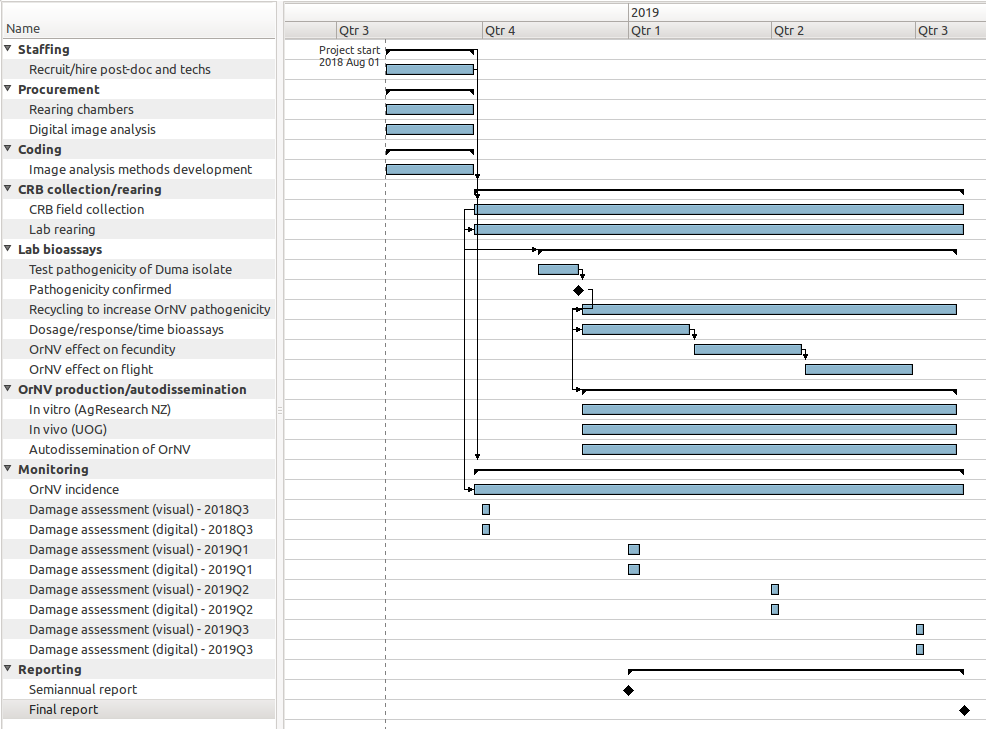 2019
Name
Qtr 3
Qtr 4
Qtr 1
Qtr 2
Qtr 3
Staffing
Project start
2018 Aug 01
Recruit/hire post-doc and techs
Procurement
Rearing chambers
Digital image analysis
Coding
Image analysis methods development
CRB collection/rearing
CRB field collection
Lab rearing
Lab bioassays
Test pathogenicity of Duma isolate
Pathogenicity confirmed
Recycling to increase OrNV pathogenicity
Dosage/response/time bioassays
OrNV effect on fecundity
OrNV effect on flight
OrNV production/autodissemination
In vitro (AgResearch NZ)
In vivo (UOG)
Autodissemination of OrNV
Monitoring
OrNV incidence
Damage assessment (visual) - 2018Q3
Damage assessment (digital) - 2018Q3
Damage assessment (visual) - 2019Q1
Damage assessment (digital) - 2019Q1
Damage assessment (visual) - 2019Q2
Damage assessment (digital) - 2019Q2
Damage assessment (visual) - 2019Q3
Damage assessment (digital) - 2019Q3
Reporting
Semiannual report
Final report